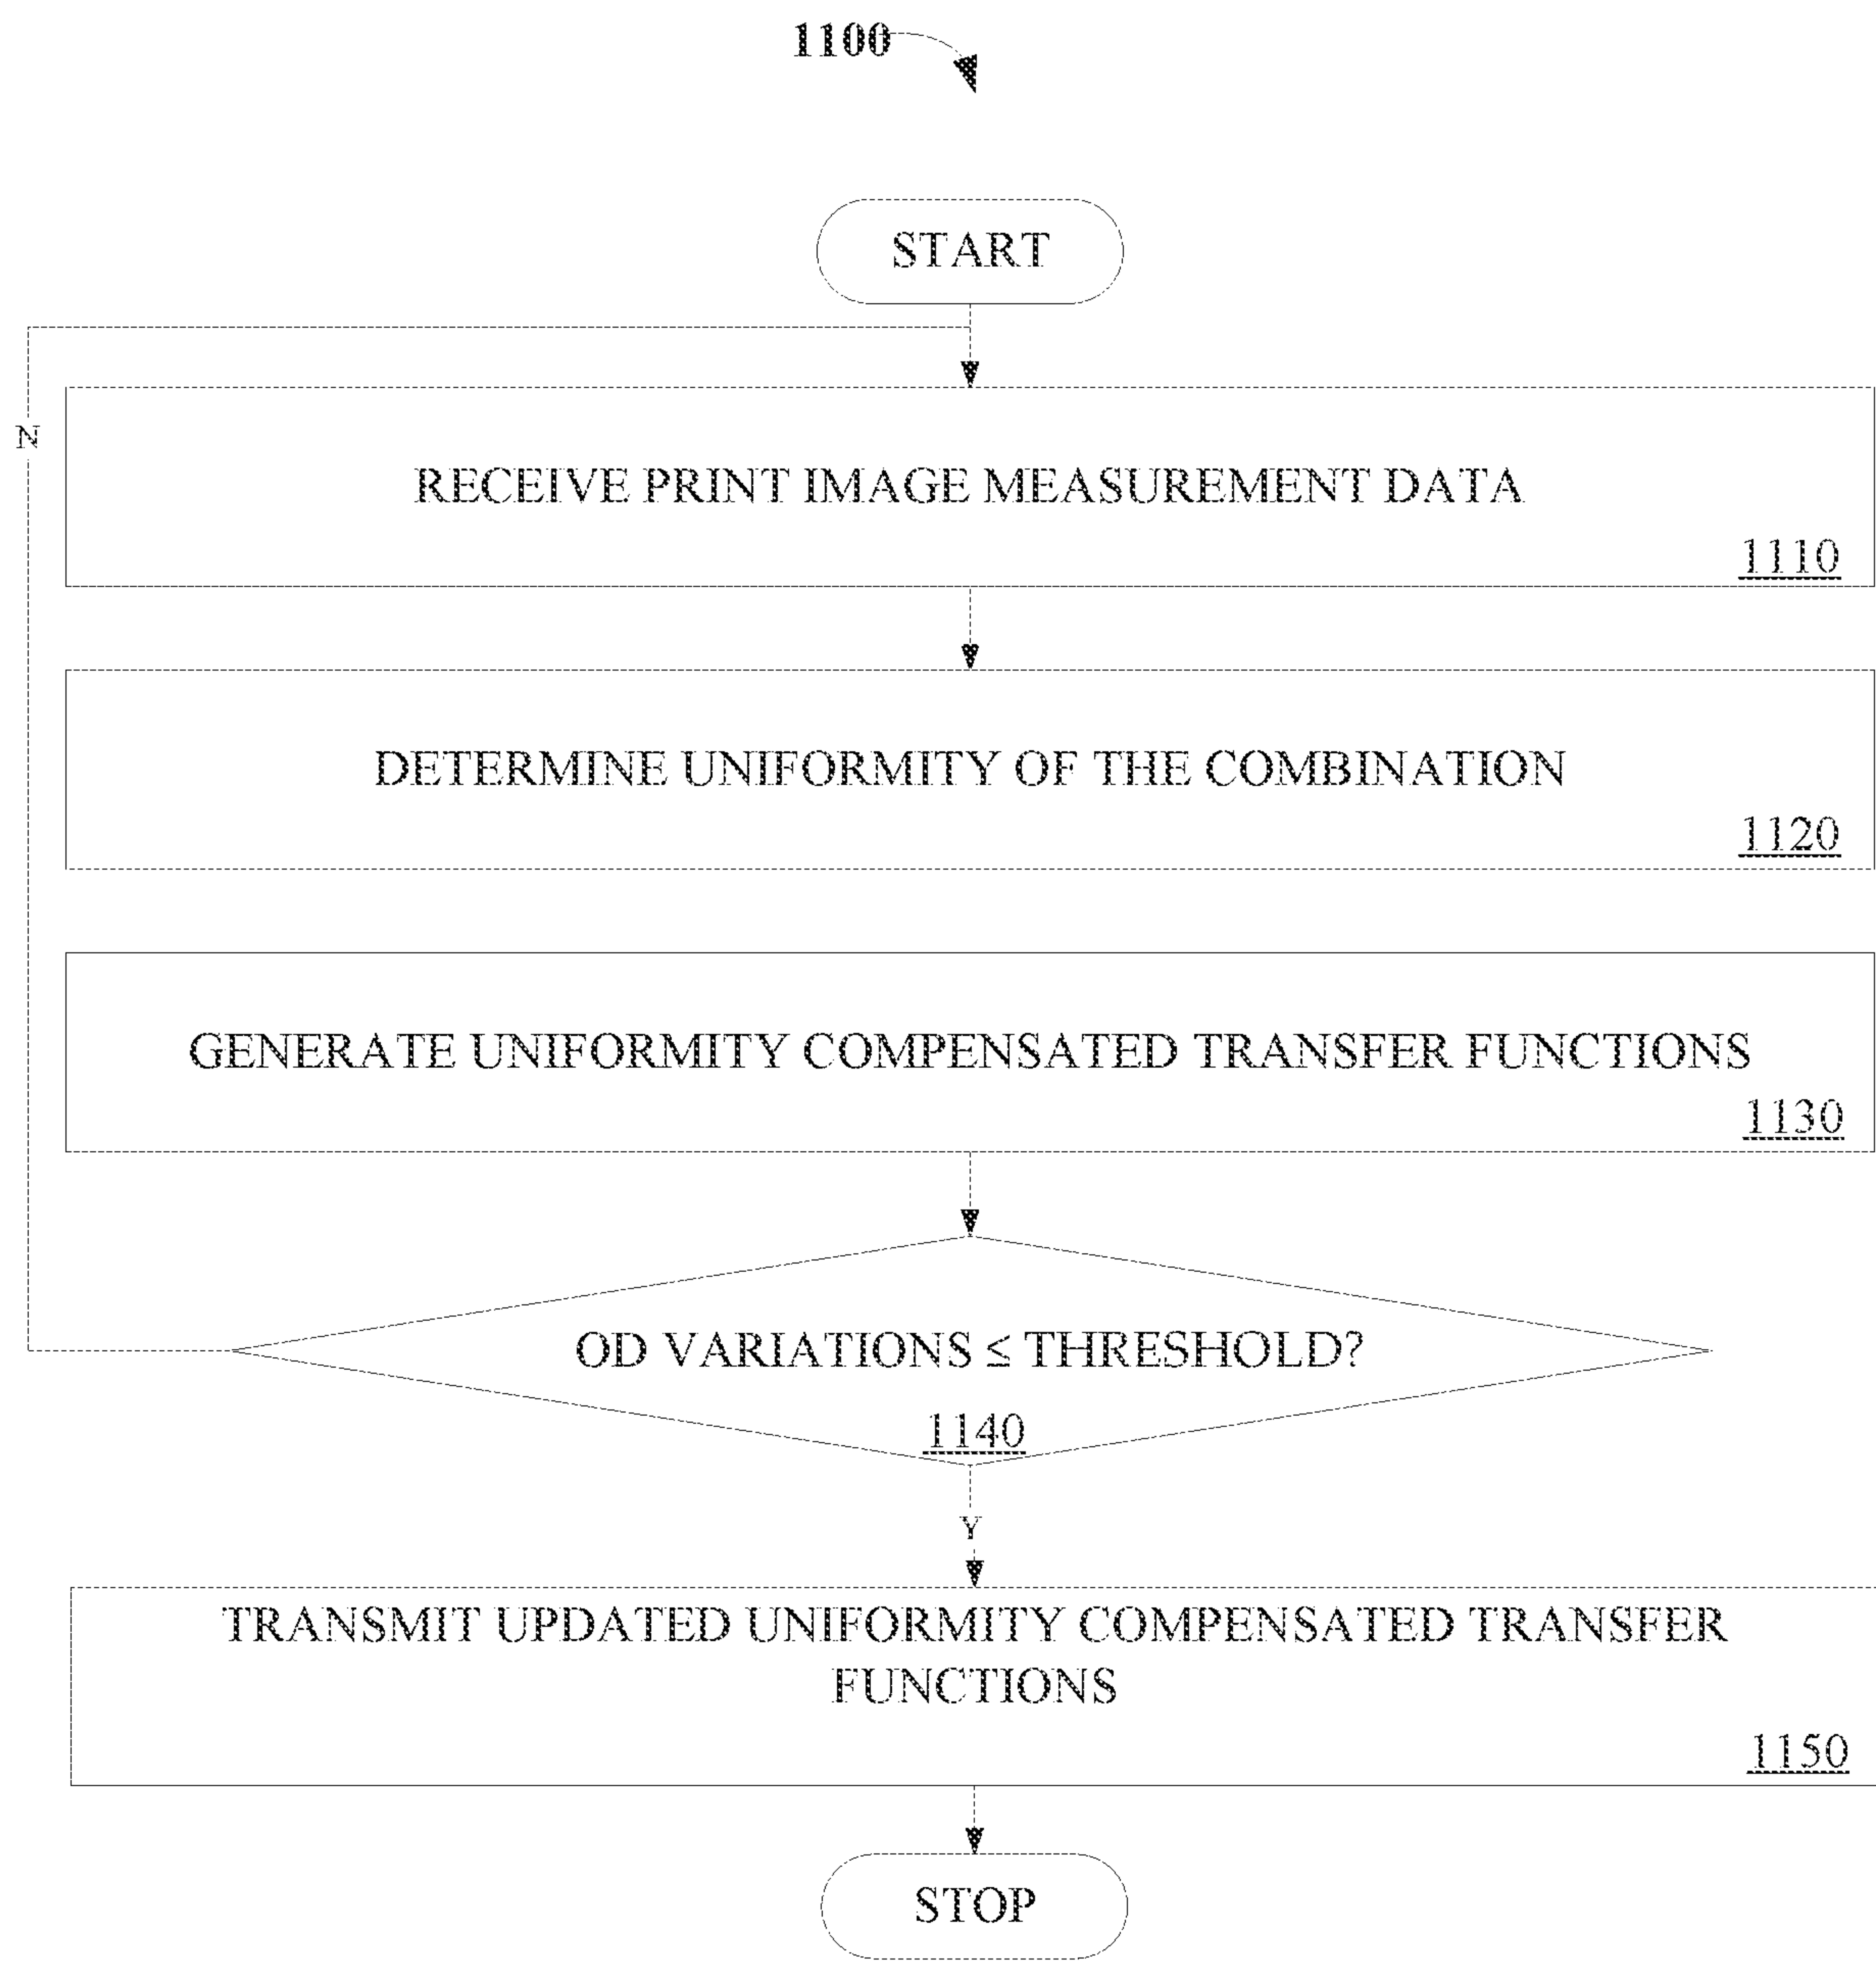 1100
START
N
RECEIVE PRINT IMAGE MEASUREMENT DATA
1110
DETERMINE UNIFORMITY OF THE COMBINATION
1120
GENERATE UNIFORMITY COMPENSATED TRANSFER FUNCTIONS
1130
OD VARIATIONS ≤ THRESHOLD?
1140
Y
TRANSMIT UPDATED UNIFORMITY COMPENSATED TRANSFER
FUNCTIONS
1150
STOP